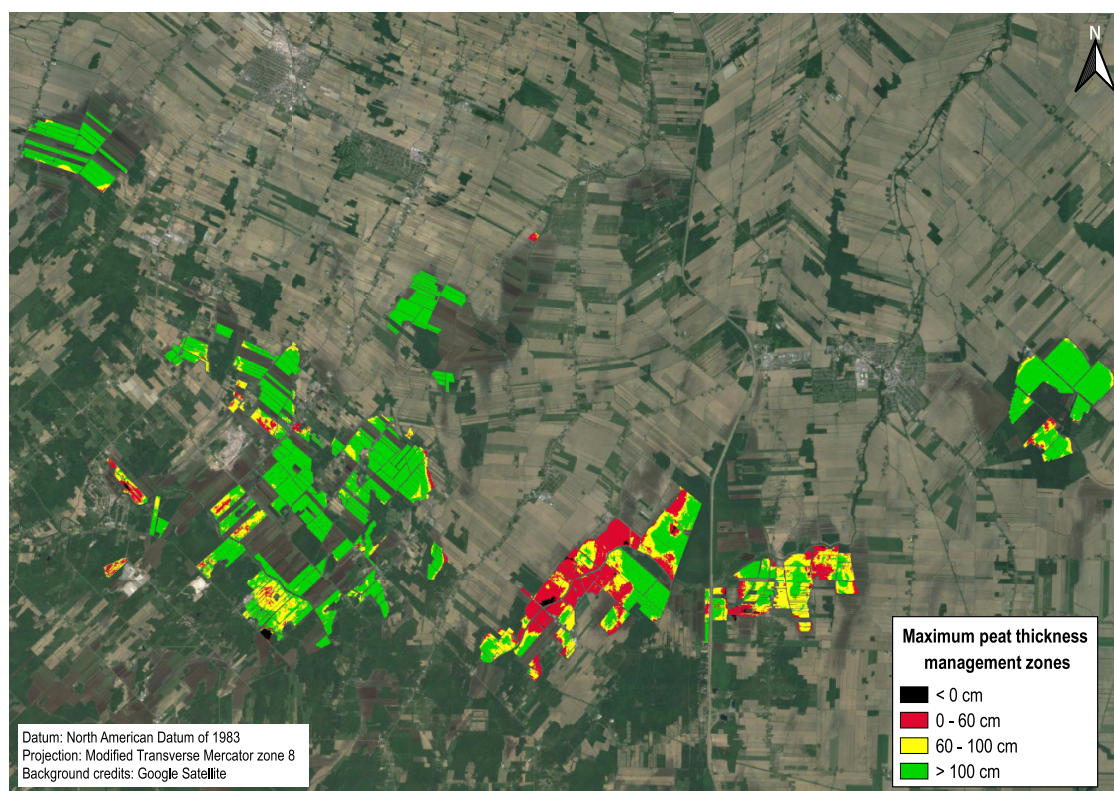 N
Maximum peat thickness
management zones
< 0 cm
0 - 60 cm
60 - 100 cm
> 100 cm
Datum: North American Datum of 1983
Projection: Modified Transverse Mercator zone 8
Background credits: Google Satellite